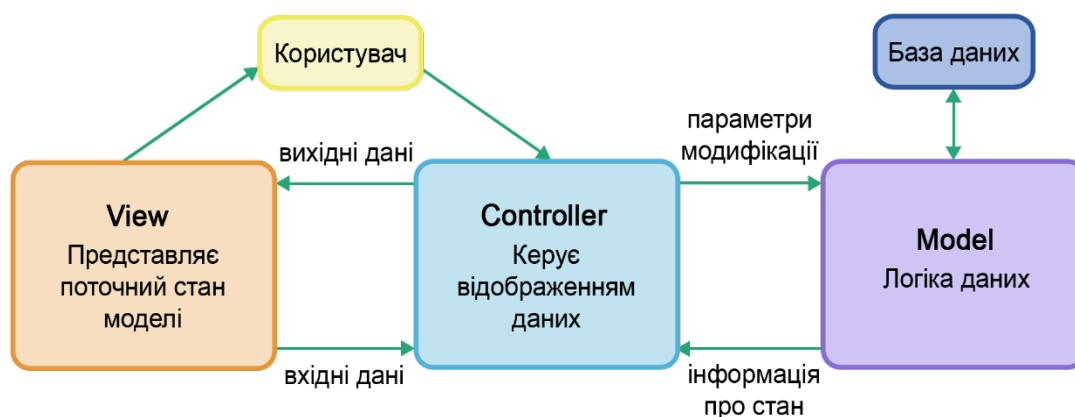 Користувач
База даних
параметри
модифікації
вихідні дані
View
Представляє
поточний стан
моделі
Controller
Керує
відображенням
даних
Model
Логіка даних
вхідні дані
інформація
про стан